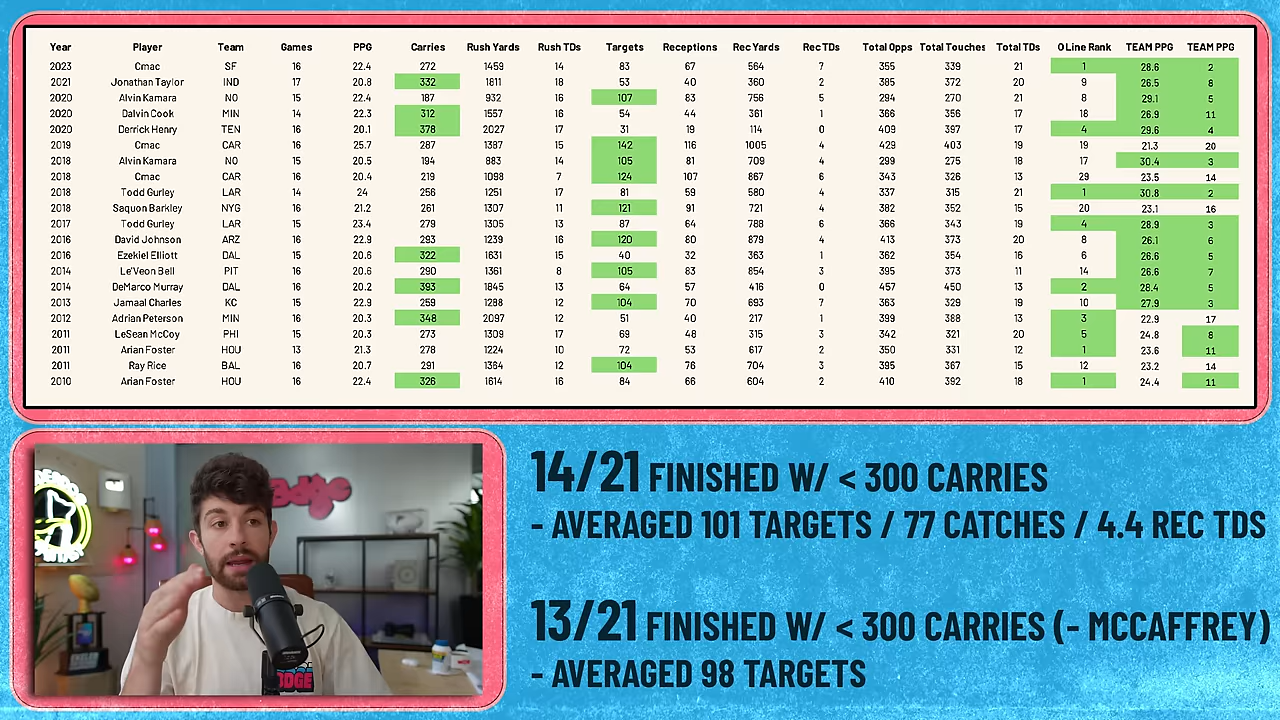 Year Player Team Games PPG Carries Rush Yards Rush TDs Targets Receptions Rec Yards Rec TDs Total Opps Total Touches Total TDs O Line Rank TEAM PPG TEAM PPG
2023 Cmac SF 16 22.4 272 1459 14 83 67 564 7 355 339 21 1 28.6 2
2021 Jonathan Taylor IND 17 20.8 332 1811 18 53 40 360 2 385 372 20 9 26.5 8
2020 Alvin Kamara NO 15 22.4 187 932 16 107 83 756 5 294 270 21 8 29.1 5
2020 Dalvin Cook MIN 14 22.3 312 1557 16 54 44 361 1 366 356 17 18 26.9 11
2020 Derrick Henry TEN 16 20.1 378 2027 17 31 19 114 0 409 397 17 4 29.6 4
2019 Cmac CAR 16 25.7 287 1387 15 142 116 1005 4 429 403 19 19 21.3 20
2018 Alvin Kamara NO 15 20.5 194 883 14 105 81 709 4 299 275 18 17 30.4 3
2018 Cmac CAR 16 20.4 219 1098 7 124 107 867 6 343 326 13 29 23.5 14
2018 Todd Gurley LAR 14 24 256 1251 17 81 59 580 4 337 315 21 1 30.8 2
2018 Saquon Barkley NYG 16 21.2 261 1307 11 121 91 721 4 382 352 15 20 23.1 16
2017 Todd Gurley LAR 15 23.4 279 1305 13 87 64 788 6 366 343 19 4 28.9 3
2016 David Johnson ARZ 16 22.9 293 1239 16 120 80 879 4 413 373 20 8 26.1 6
2016 Ezekiel Elliott DAL 15 20.6 322 1631 15 40 32 363 1 362 354 16 6 26.6 5
2014 Le'Veon Bell PIT 16 20.6 290 1361 8 105 83 854 3 395 373 11 14 26.6 7
2014 DeMarco Murray DAL 16 20.2 393 1845 13 64 57 416 0 457 450 13 2 28.4 5
2013 Jamaal Charles KC 15 22.9 259 1288 12 104 70 693 7 363 329 19 10 27.9 3
2012 Adrian Peterson MIN 16 20.3 348 2097 12 51 40 217 1 399 388 13 3 22.9 17
2011 LeSean McCoy PHI 15 20.3 273 1309 17 69 48 315 3 342 321 20 5 24.8 8
2011 Arian Foster HOU 13 21.3 278 1224 10 72 53 617 2 350 331 12 1 23.6 11
2011 Ray Rice BAL 16 20.7 291 1364 12 104 76 704 3 395 367 15 12 23.2 14
2010 Arian Foster HOU 16 22.4 326 1614 16 84 66 604 2 410 392 18 1 24.4 11
14/21 FINISHED W/ < 300 CARRIES
- AVERAGED 101 TARGETS / 77 CATCHES / 4.4 REC TDS
13/21 FINISHED W/ < 300 CARRIES (- MCCAFFREY)
- AVERAGED 98 TARGETS